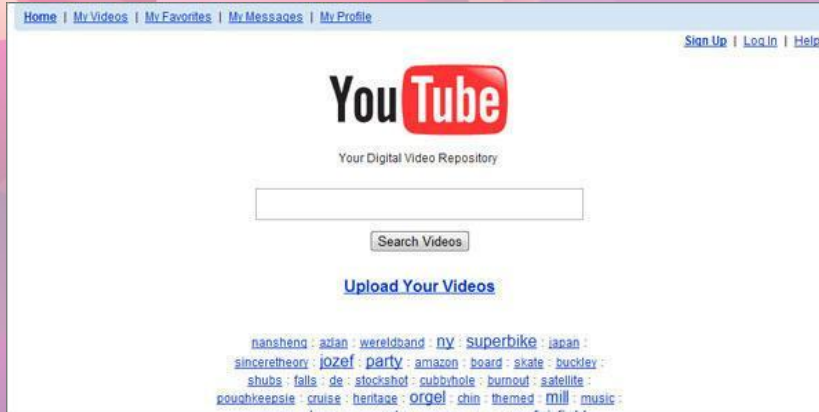 Home | My Videos | My Favorites | My Messages | My Profile
Sign Up | Log In | Help
YouTube
Your Digital Video Repository
Search Videos
Upload Your Videos
nansheng : azlan : wereldband : ny : superbike : japan :
sinceretheory : jozef : party : amazon : board : skate : buckley :
shubs : falls : de : stockshot : cubbyhole : burnout : satellite :
poughkeepsie : cruise : heritage : orgel : chin : themed : mill : music :